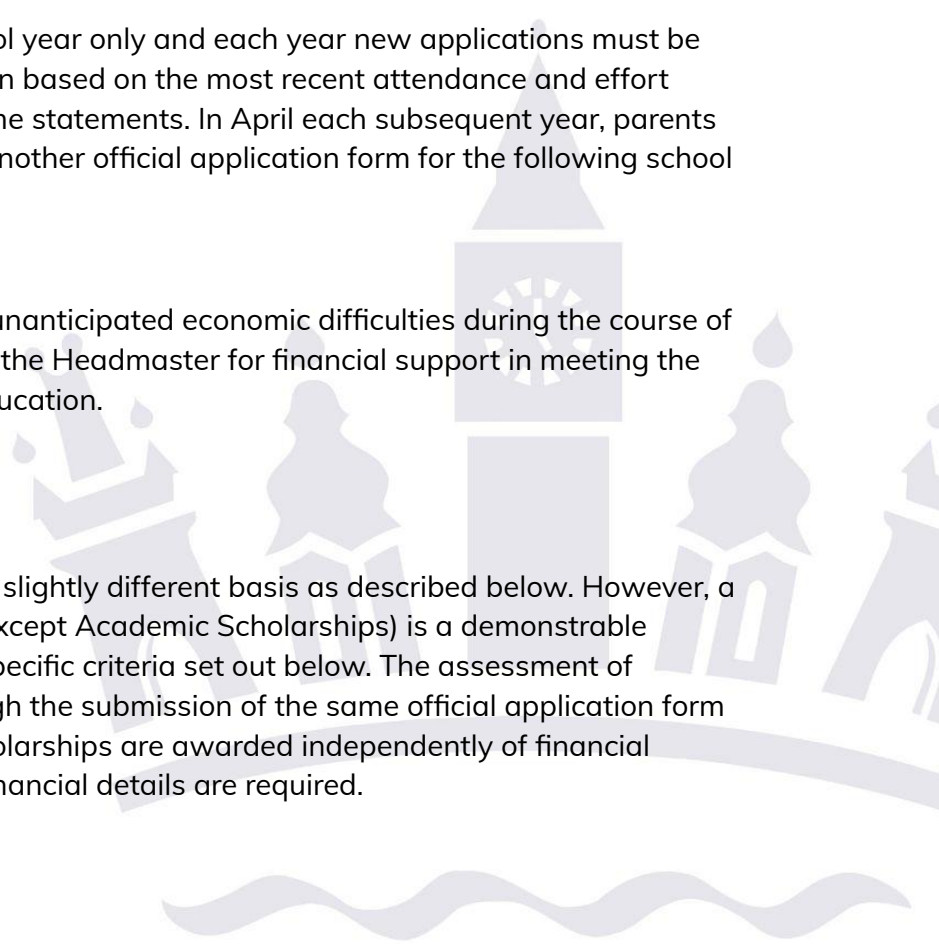 ol year only and each year new applications must be
n based on the most recent attendance and effort
ne statements. In April each subsequent year, parents
nother official application form for the following school
unanticipated economic difficulties during the course of
the Headmaster for financial support in meeting the
ucation.
slightly different basis as described below. However, a
xcept Academic Scholarships) is a demonstrable
pecific criteria set out below. The assessment of
gh the submission of the same official application form
olarships are awarded independently of financial
nancial details are required.